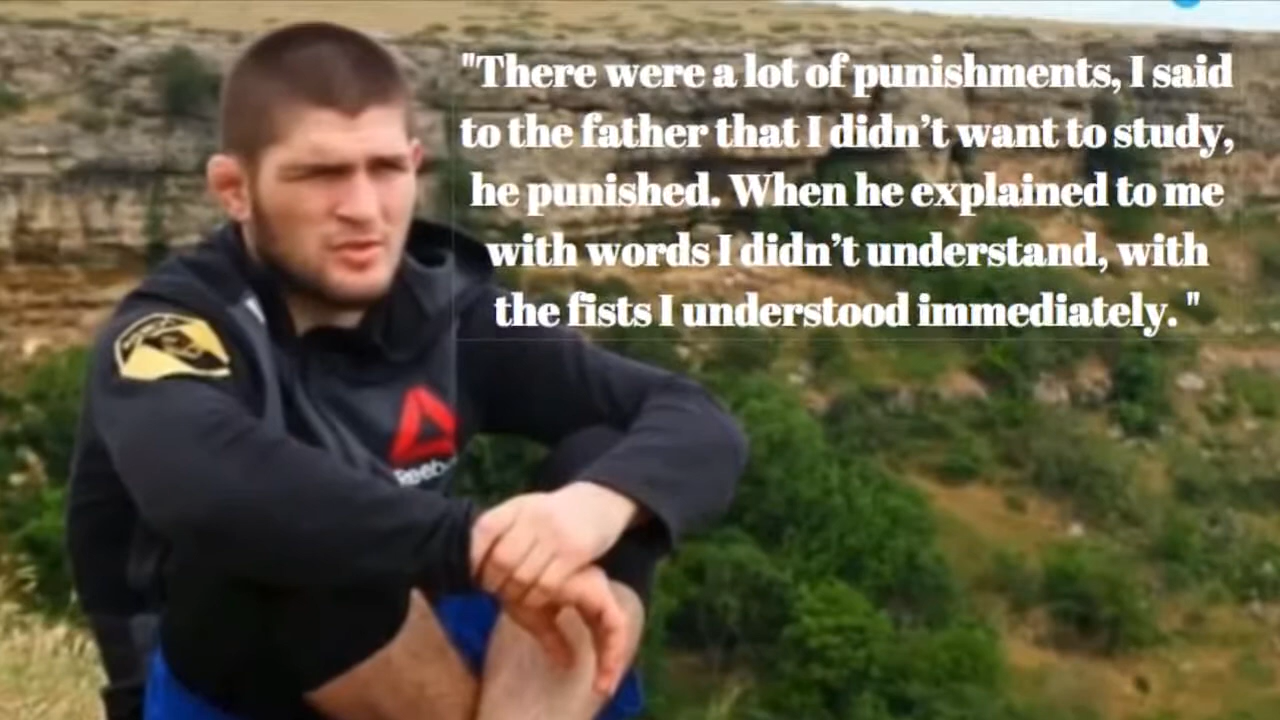 "There were a lot of punishments, I said
to the father that I didn’t want to study,
he punished. When he explained to me
with words I didn’t understand, with
the fists I understood immediately. "
Reebok